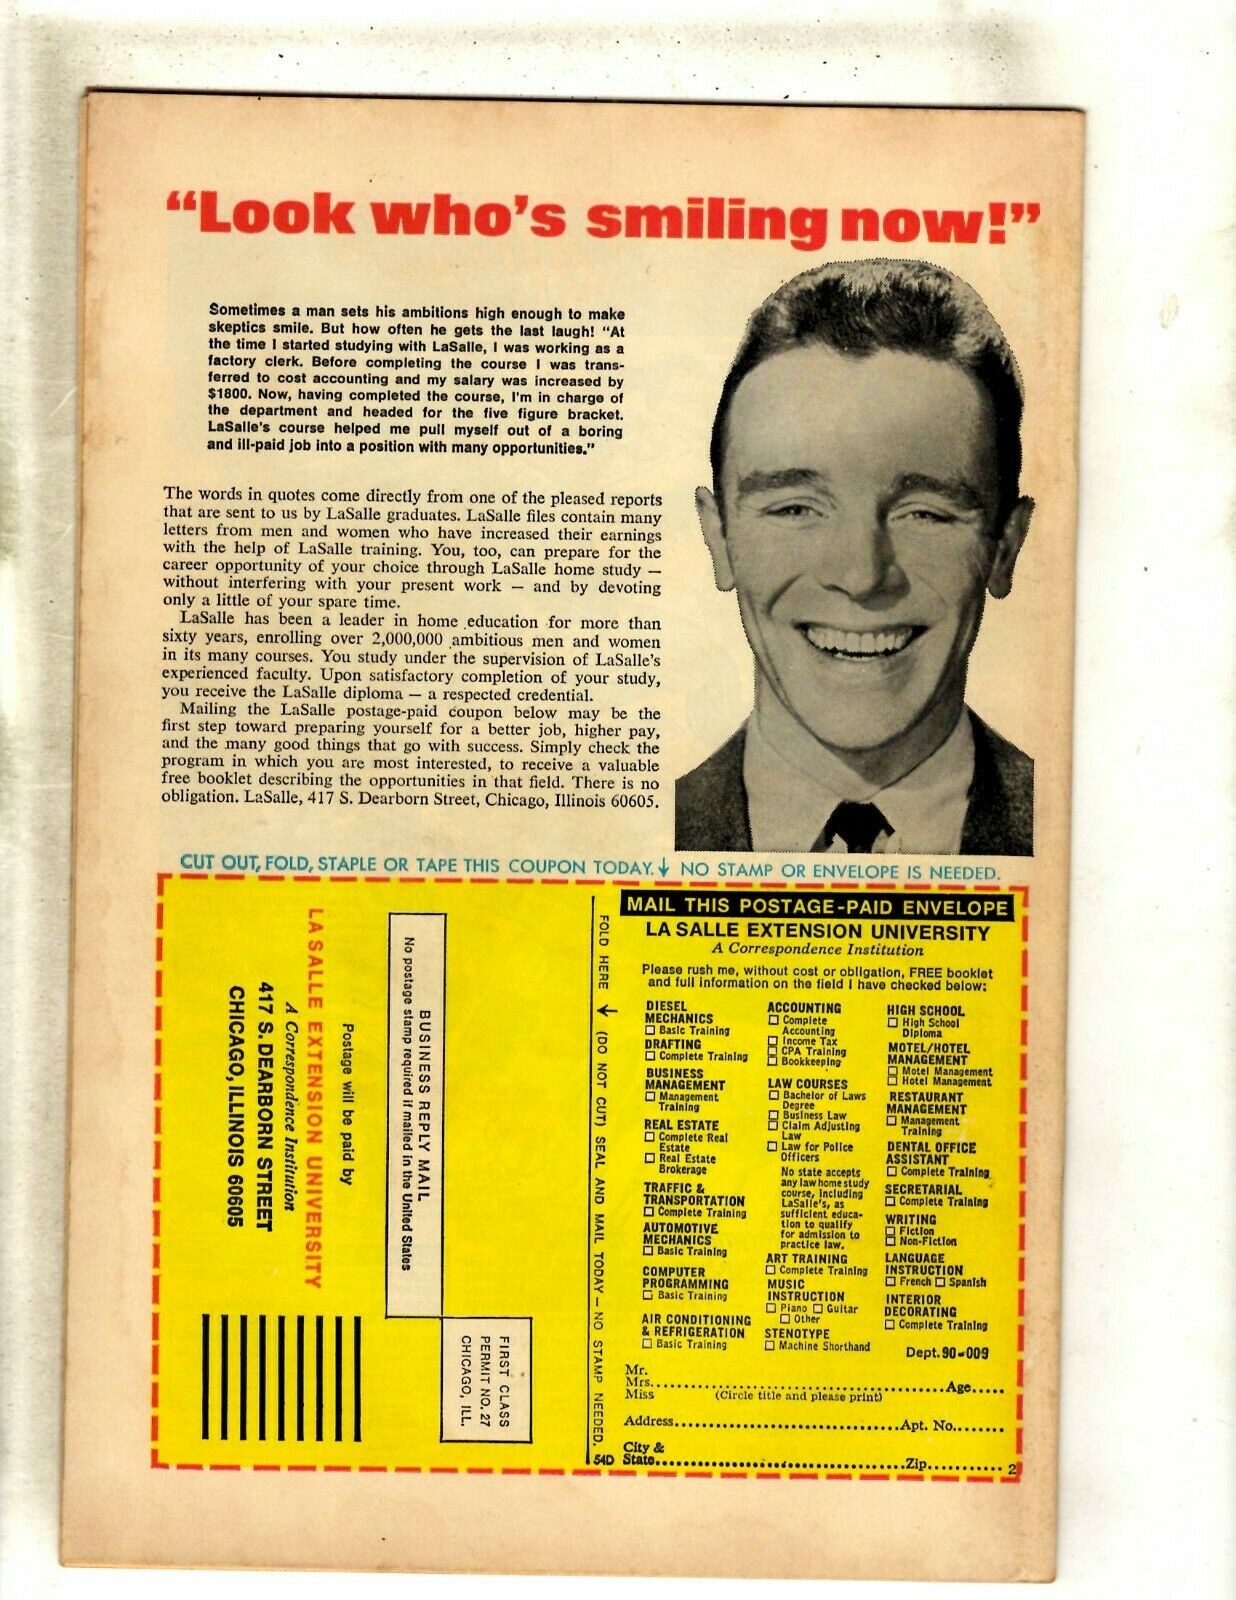 “Look who's smiling now!”
Sometimes a man sets his ambitions high enough to make
skeptics smile. But how often he gets the last laugh! “At
the time I started studying with LaSalle, I was working as a
factory clerk. Before completing the course I was trans-
ferred to cost accounting and my salary was increased by
$1800. Now, having completed the course, I'm in charge of
the department and headed for the five figure bracket.
LaSalle's course helped me pull myself out of a boring
and ill-paid job into a position with many opportunities.”
The words in quotes come directly from one of the pleased reports
that are sent to us by LaSalle graduates. LaSalle files contain many
letters from men and women who have increased their earnings
with the help of LaSalle training. You, too, can prepare for the
career opportunity of your choice through LaSalle home study —
without interfering with your present work — and by devoting
only a little of your spare time.
LaSalle has been a leader in home education for more than
sixty years, enrolling over 2,000,000 ambitious men and women
in its many courses. You study under the supervision of LaSalle's
experienced faculty. Upon satisfactory completion of your study,
you receive the LaSalle diploma — a respected credential.
Mailing the LaSalle postage-paid coupon below may be the
first step toward preparing yourself for a better job, higher pay,
and the many good things that go with success. Simply check the
program in which you are most interested, to receive a valuable
free booklet describing the opportunities in that field. There is no
obligation. LaSalle, 417 S. Dearborn Street, Chicago, Illinois 60605.
CUT OUT, FOLD, STAPLE OR TAPE THIS COUPON TODAY. ↓ NO STAMP OR ENVELOPE IS NEEDED.
FIRST CLASS
PERMIT NO. 27
CHICAGO, ILL.
BUSINESS REPLY MAIL
No postage stamp required if mailed in the United States
Postage will be paid by
LA SALLE EXTENSION UNIVERSITY
A Correspondence Institution
417 S. DEARBORN STREET
CHICAGO, ILLINOIS 60605
FOLD HERE → (DO NOT CUT) SEAL AND MAIL TODAY — NO STAMP NEEDED.
54D
MAIL THIS POSTAGE-PAID ENVELOPE
LA SALLE EXTENSION UNIVERSITY
A Correspondence Institution
Please rush me, without cost or obligation, FREE booklet
and full information on the field I have checked below:
DIESEL
MECHANICS
☐ Basic Training
DRAFTING
☐ Complete Training
BUSINESS
MANAGEMENT
☐ Management
Training
REAL ESTATE
☐ Complete Real
Estate
☐ Real Estate
Brokerage
TRAFFIC &
TRANSPORTATION
☐ Complete Training
AUTOMOTIVE
MECHANICS
☐ Basic Training
COMPUTER
PROGRAMMING
☐ Basic Training
AIR CONDITIONING
& REFRIGERATION
☐ Basic Training
ACCOUNTING
☐ Complete
Accounting
☐ Income Tax
☐ CPA Training
☐ Bookkeeping
LAW COURSES
☐ Bachelor of Laws
Degree
☐ Business Law
☐ Claim Adjusting
Law
☐ Law for Police
Officers
No state accepts
any law home study
course, including
LaSalle's, as
sufficient educa-
tion to qualify
for admission to
practice law.
ART TRAINING
☐ Complete Training
MUSIC
INSTRUCTION
☐ Piano ☐ Guitar
☐ Other
STENOTYPE
☐ Machine Shorthand
HIGH SCHOOL
☐ High School
Diploma
MOTEL/HOTEL
MANAGEMENT
☐ Motel Management
☐ Hotel Management
RESTAURANT
MANAGEMENT
☐ Management
Training
DENTAL OFFICE
ASSISTANT
☐ Complete Training
SECRETARIAL
☐ Complete Training
WRITING
☐ Fiction
☐ Non-Fiction
LANGUAGE
INSTRUCTION
☐ French ☐ Spanish
INTERIOR
DECORATING
☐ Complete Training
Dept. 90-009
Mr.
Mrs. Age
Miss (Circle title and please print)
Address Apt. No.
City &
State Zip
2